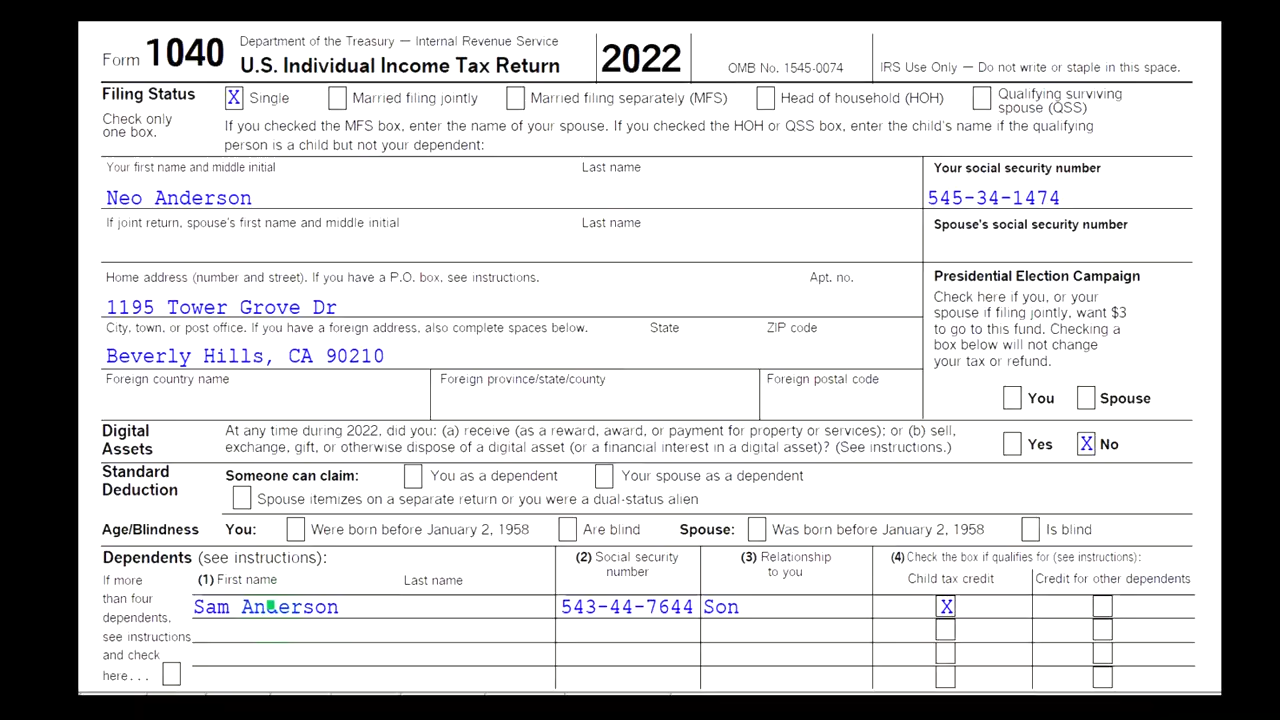 Form 1040 Department of the Treasury — Internal Revenue Service
U.S. Individual Income Tax Return
2022
OMB No. 1545-0074
IRS Use Only — Do not write or staple in this space.
Filing Status
Check only
one box.
X Single Married filing jointly Married filing separately (MFS) Head of household (HOH) Qualifying surviving
spouse (QSS)
If you checked the MFS box, enter the name of your spouse. If you checked the HOH or QSS box, enter the child's name if the qualifying
person is a child but not your dependent:
Your first name and middle initial Last name Your social security number
Neo Anderson 545-34-1474
If joint return, spouse's first name and middle initial Last name Spouse's social security number
Home address (number and street). If you have a P.O. box, see instructions. Apt. no.
1195 Tower Grove Dr
City, town, or post office. If you have a foreign address, also complete spaces below. State ZIP code
Beverly Hills, CA 90210
Foreign country name Foreign province/state/county Foreign postal code
Presidential Election Campaign
Check here if you, or your
spouse if filing jointly, want $3
to go to this fund. Checking a
box below will not change
your tax or refund.
You Spouse
Digital
Assets
At any time during 2022, did you: (a) receive (as a reward, award, or payment for property or services); or (b) sell,
exchange, gift, or otherwise dispose of a digital asset (or a financial interest in a digital asset)? (See instructions.)
Yes X No
Standard
Deduction
Someone can claim: You as a dependent Your spouse as a dependent
Spouse itemizes on a separate return or you were a dual-status alien
Age/Blindness You: Were born before January 2, 1958 Are blind Spouse: Was born before January 2, 1958 Is blind
Dependents (see instructions):
If more
than four
dependents,
see instructions
and check
here . . .
(1) First name Last name
(2) Social security
number
(3) Relationship
to you
(4) Check the box if qualifies for (see instructions):
Child tax credit Credit for other dependents
Sam Anderson 543-44-7644 Son X